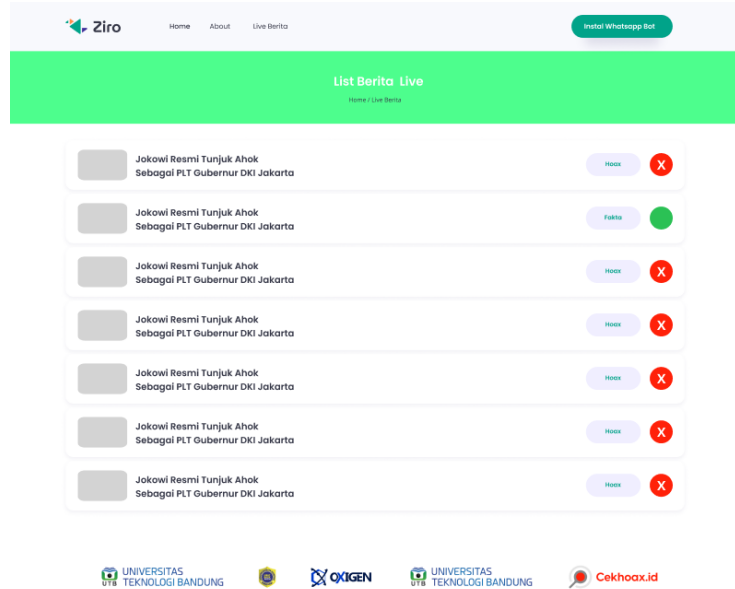 Ziro
Home About Live Berita
Instal Whatsapp Bot
List Berita Live
Home / Live Berita
Jokowi Resmi Tunjuk Ahok
Sebagai PLT Gubernur DKI Jakarta
Hoax X
Jokowi Resmi Tunjuk Ahok
Sebagai PLT Gubernur DKI Jakarta
Fakta
Jokowi Resmi Tunjuk Ahok
Sebagai PLT Gubernur DKI Jakarta
Hoax X
Jokowi Resmi Tunjuk Ahok
Sebagai PLT Gubernur DKI Jakarta
Hoax X
Jokowi Resmi Tunjuk Ahok
Sebagai PLT Gubernur DKI Jakarta
Hoax X
Jokowi Resmi Tunjuk Ahok
Sebagai PLT Gubernur DKI Jakarta
Hoax X
Jokowi Resmi Tunjuk Ahok
Sebagai PLT Gubernur DKI Jakarta
Hoax X
UTB UNIVERSITAS
TEKNOLOGI BANDUNG
OXIGEN
UTB UNIVERSITAS
TEKNOLOGI BANDUNG
Cekhoax.id